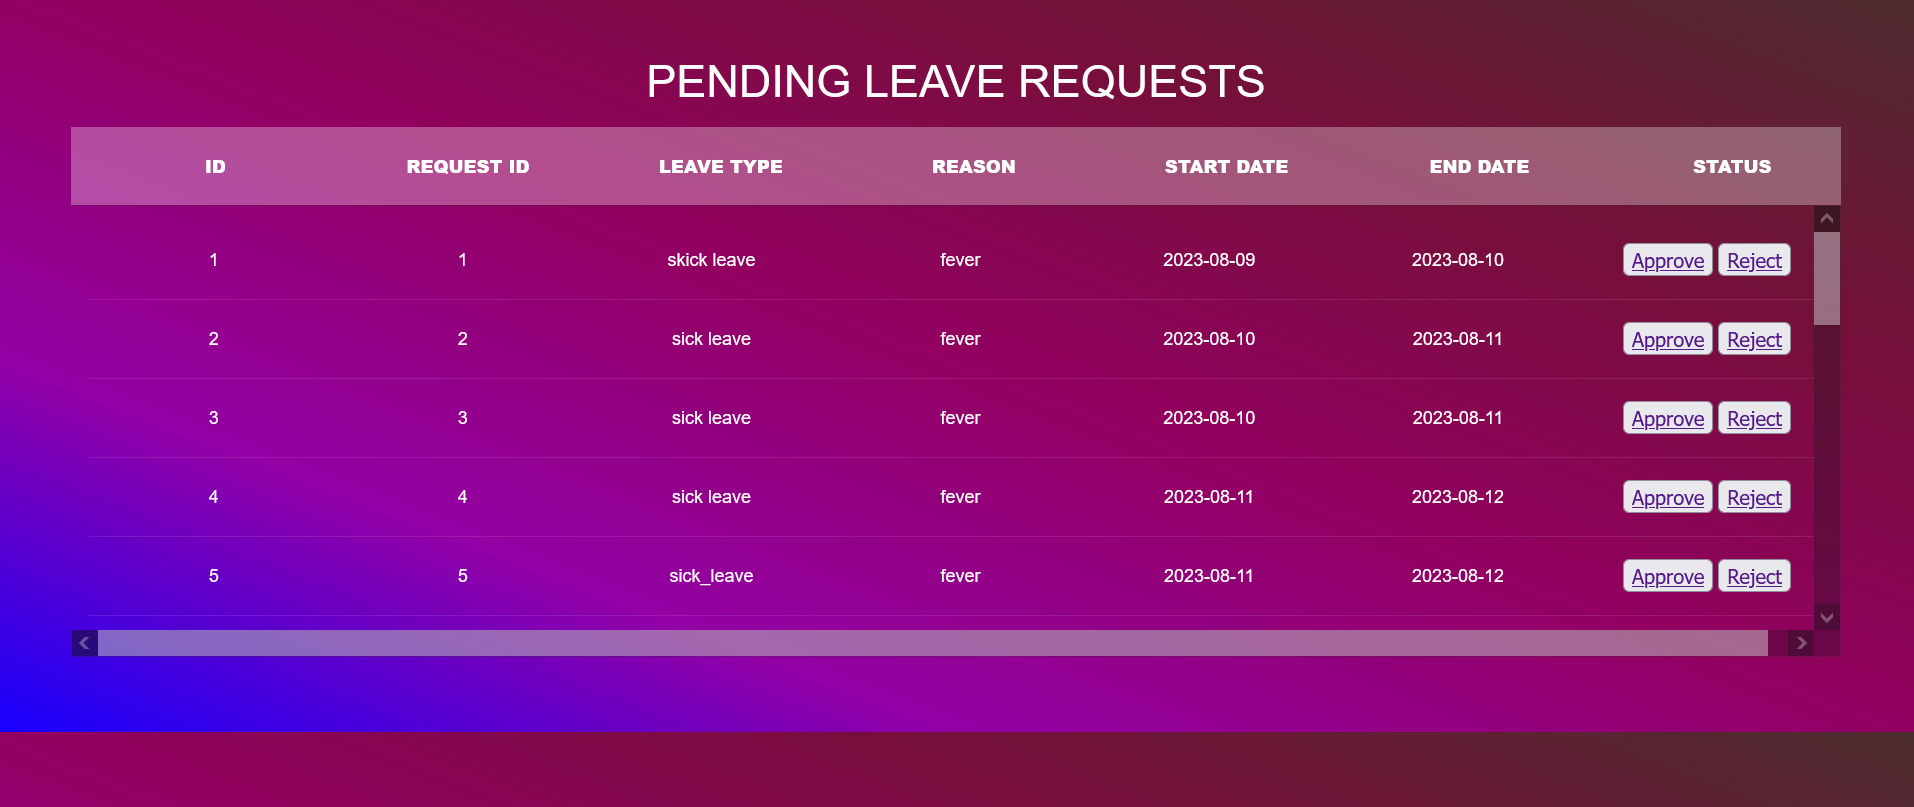 PENDING LEAVE REQUESTS
ID REQUEST ID LEAVE TYPE REASON START DATE END DATE STATUS
1 1 skick leave fever 2023-08-09 2023-08-10 Approve Reject
2 2 sick leave fever 2023-08-10 2023-08-11 Approve Reject
3 3 sick leave fever 2023-08-10 2023-08-11 Approve Reject
4 4 sick leave fever 2023-08-11 2023-08-12 Approve Reject
5 5 sick_leave fever 2023-08-11 2023-08-12 Approve Reject